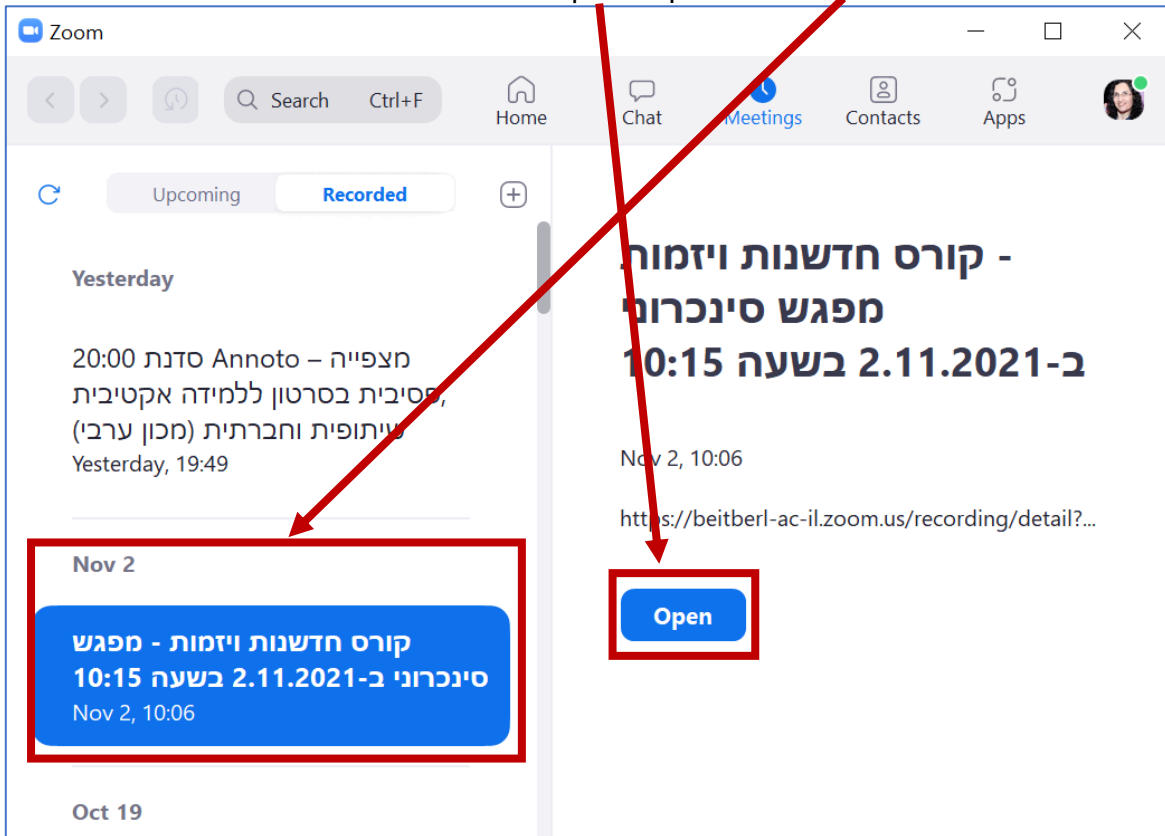 Zoom
Search Ctrl+F
Home
Chat
Meetings
Contacts
Apps
Upcoming
Recorded
Yesterday
20:00 סדנת Annoto – מצפייה
פסיבית בסרטון ללמידה אקטיבית,
שיתופית וחברתית (מכון ערבי)
Yesterday, 19:49
Nov 2
קורס חדשנות ויזמות - מפגש
סינכרוני ב-2.11.2021 בשעה 10:15
Nov 2, 10:06
Oct 19
קורס חדשנות ויזמות -
מפגש סינכרוני
ב-2.11.2021 בשעה 10:15
Nov 2, 10:06
https://beitberl-ac-il.zoom.us/recording/detail?...
Open